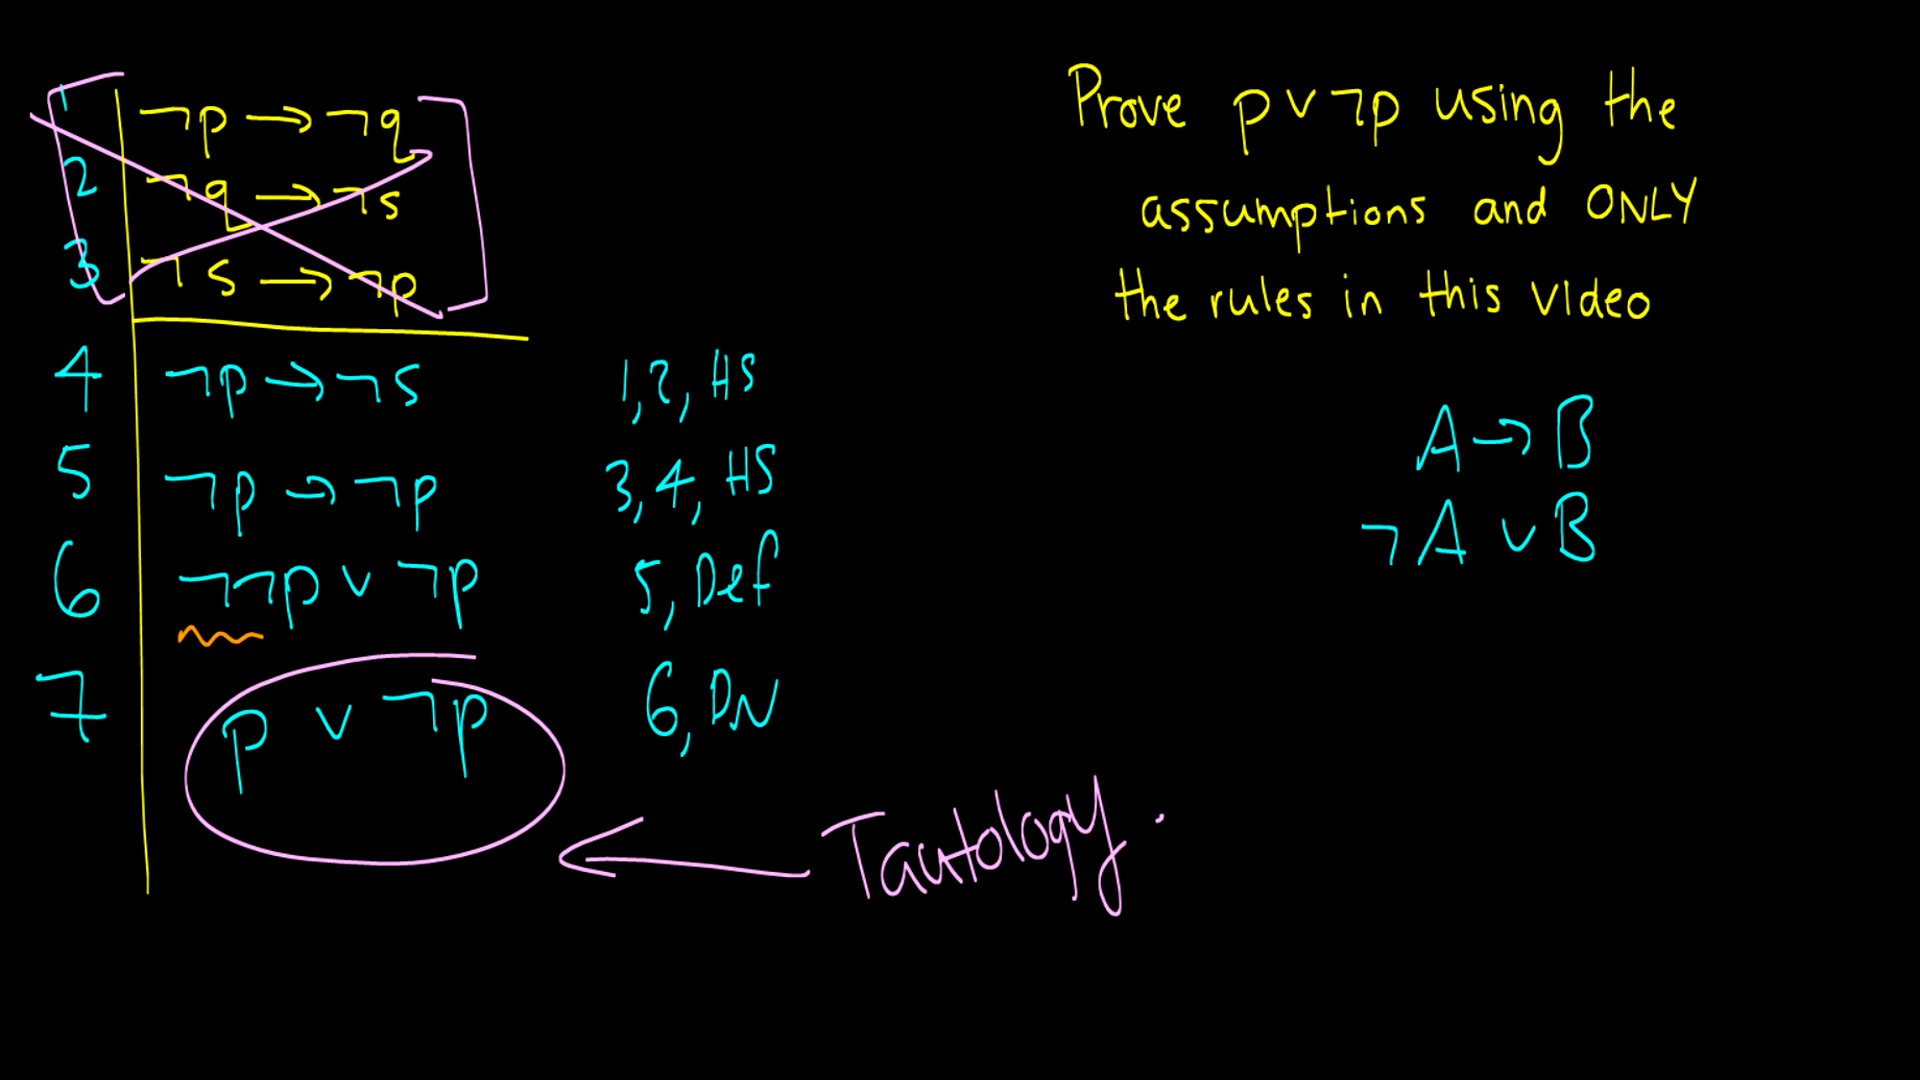 1 ¬p → ¬q
2 ¬q → ¬s
3 ¬s → ¬p
4 ¬p → ¬s 1,2, HS
5 ¬p → ¬p 3,4, HS
6 ¬¬p ∨ ¬p 5, Def
7 p ∨ ¬p 6, DN
Tautology.
Prove p ∨ ¬p using the
assumptions and ONLY
the rules in this video
A → B
¬A ∨ B